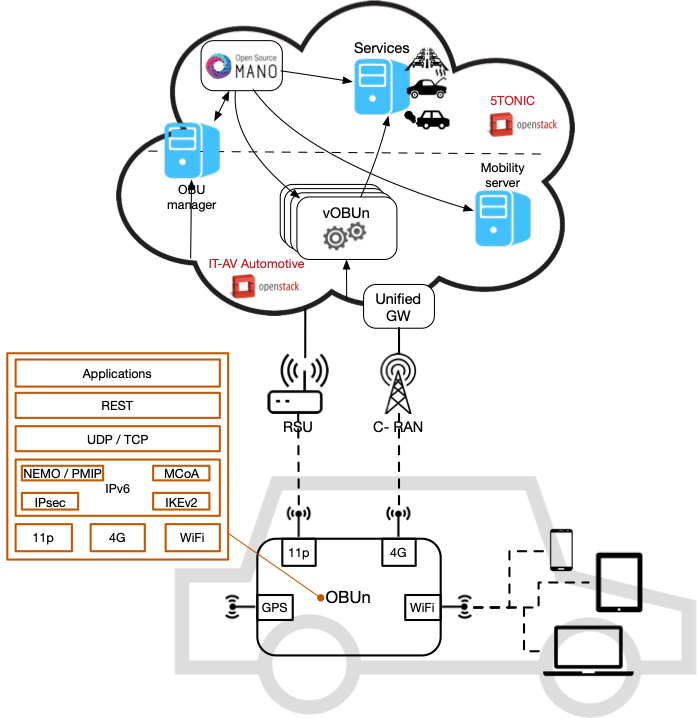 Open Source
MANO
Services
5TONIC
openstack.
OBU
manager
Mobility
server
vOBUn
IT-AV Automotive
openstack.
Unified
GW
RSU
C- RAN
Applications
REST
UDP / TCP
NEMO / PMIP
MCoA
IPv6
IPsec
IKEv2
11p
4G
WiFi
11p
4G
OBUn
GPS
WiFi